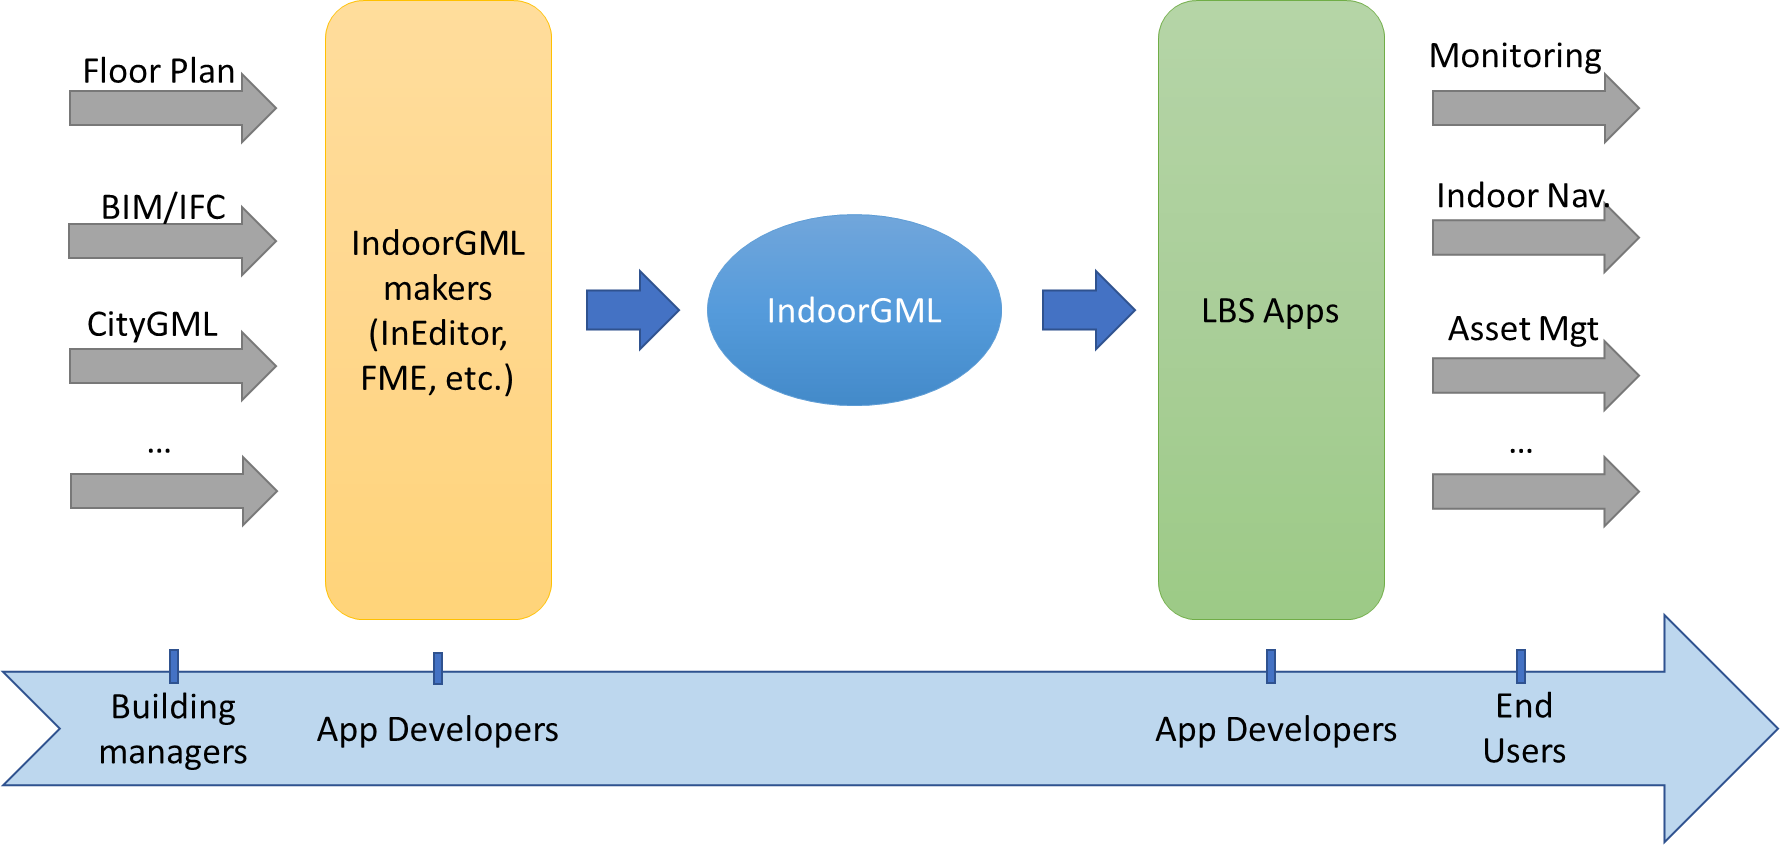 Floor Plan
BIM/IFC
CityGML
...
IndoorGML
makers
(InEditor,
FME, etc.)
IndoorGML
LBS Apps
Monitoring
Indoor Nav.
Asset Mgt
...
Building
managers
App Developers
App Developers
End
Users